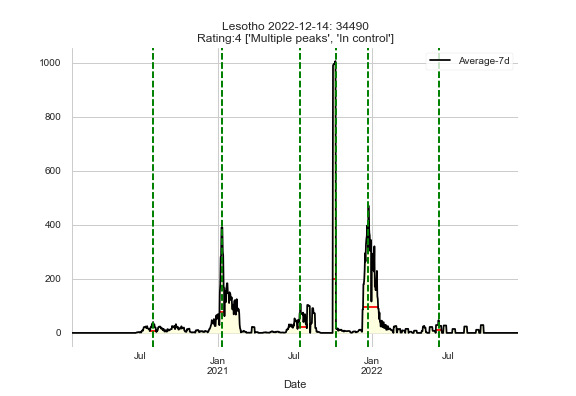 Lesotho 2022-12-14: 34490
Rating:4 ['Multiple peaks', 'In control']
Average-7d
1000
800
600
400
200
0
Jul
Jan
2021
Jul
Jan
2022
Jul
Date